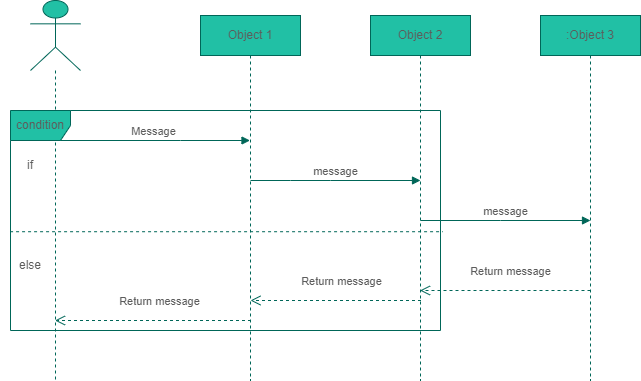 Object 1
Object 2
:Object 3
condition
Message
if
message
message
else
Return message
Return message
Return message